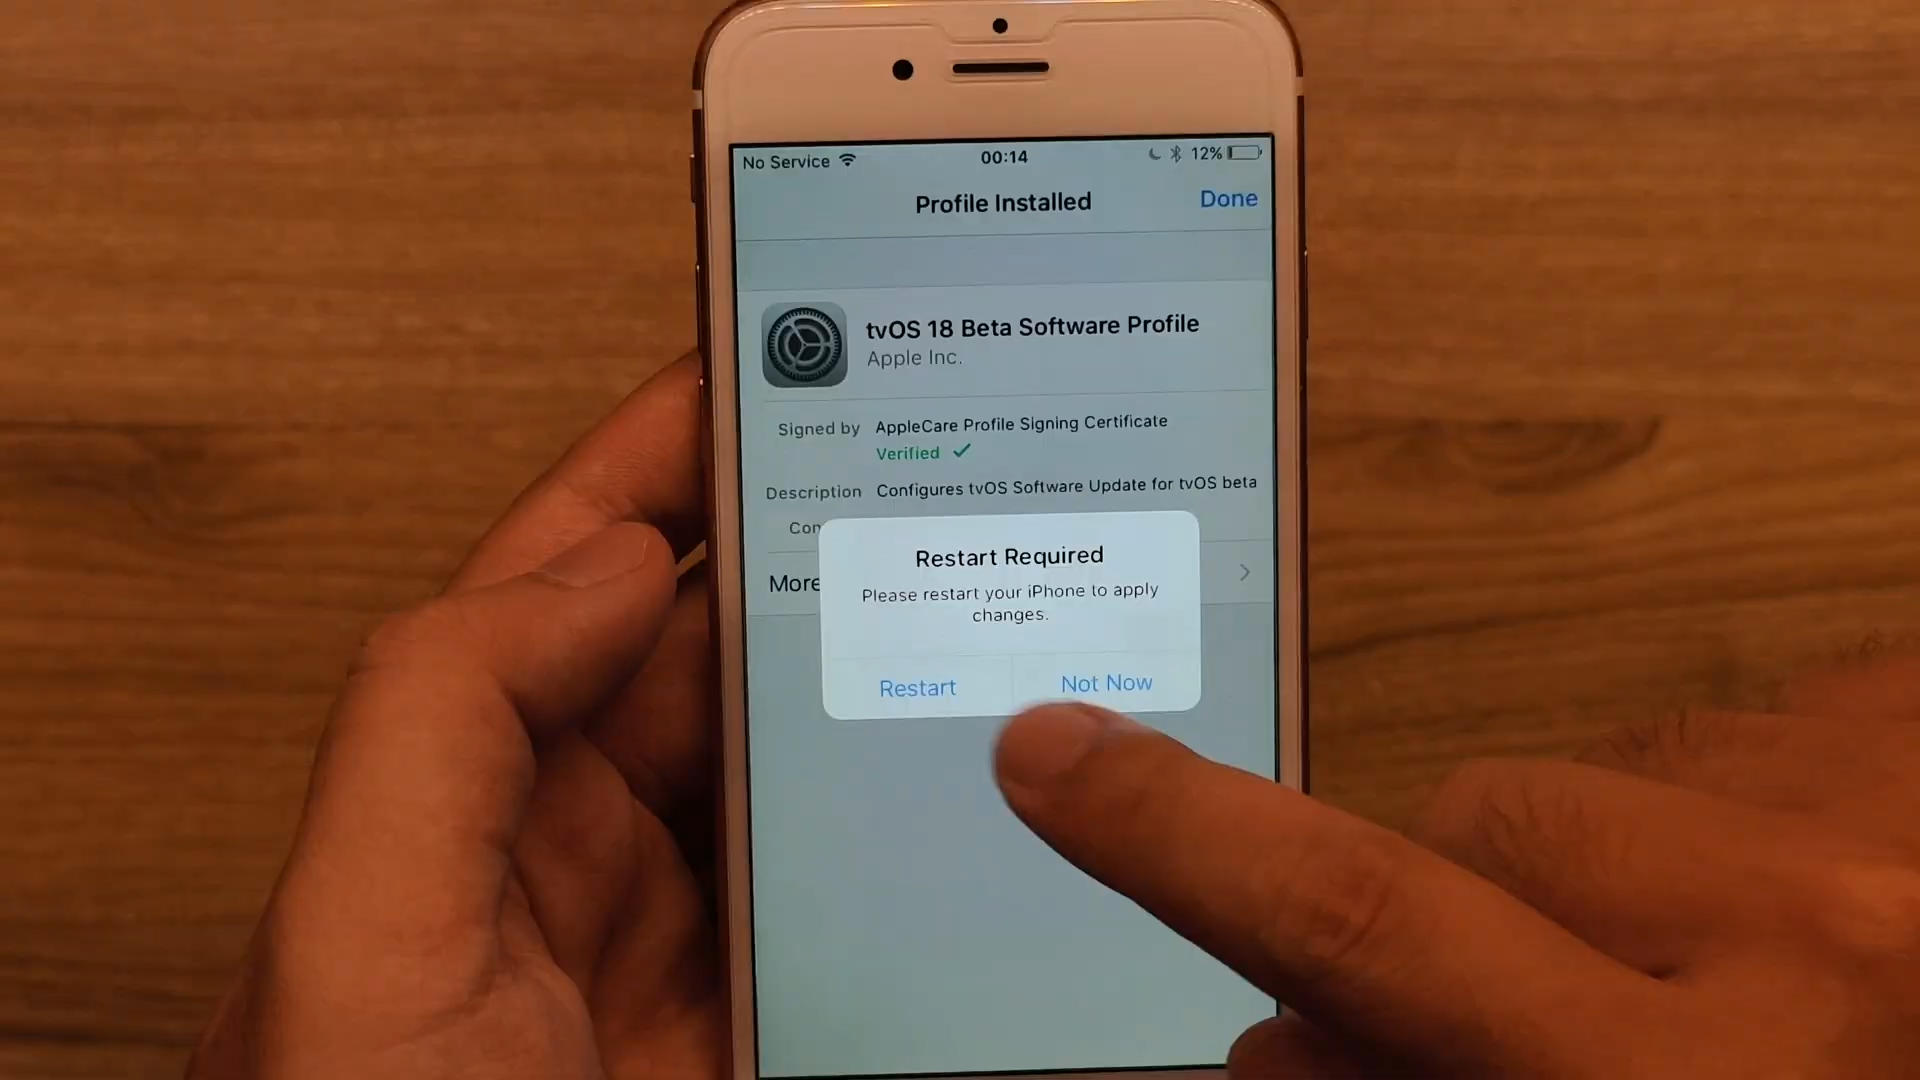 No Service
00:14
12%
Profile Installed
Done
tvOS 18 Beta Software Profile
Apple Inc.
Signed by AppleCare Profile Signing Certificate
Verified
Description Configures tvOS Software Update for tvOS beta
Restart Required
More
Please restart your iPhone to apply
changes.
Restart
Not Now